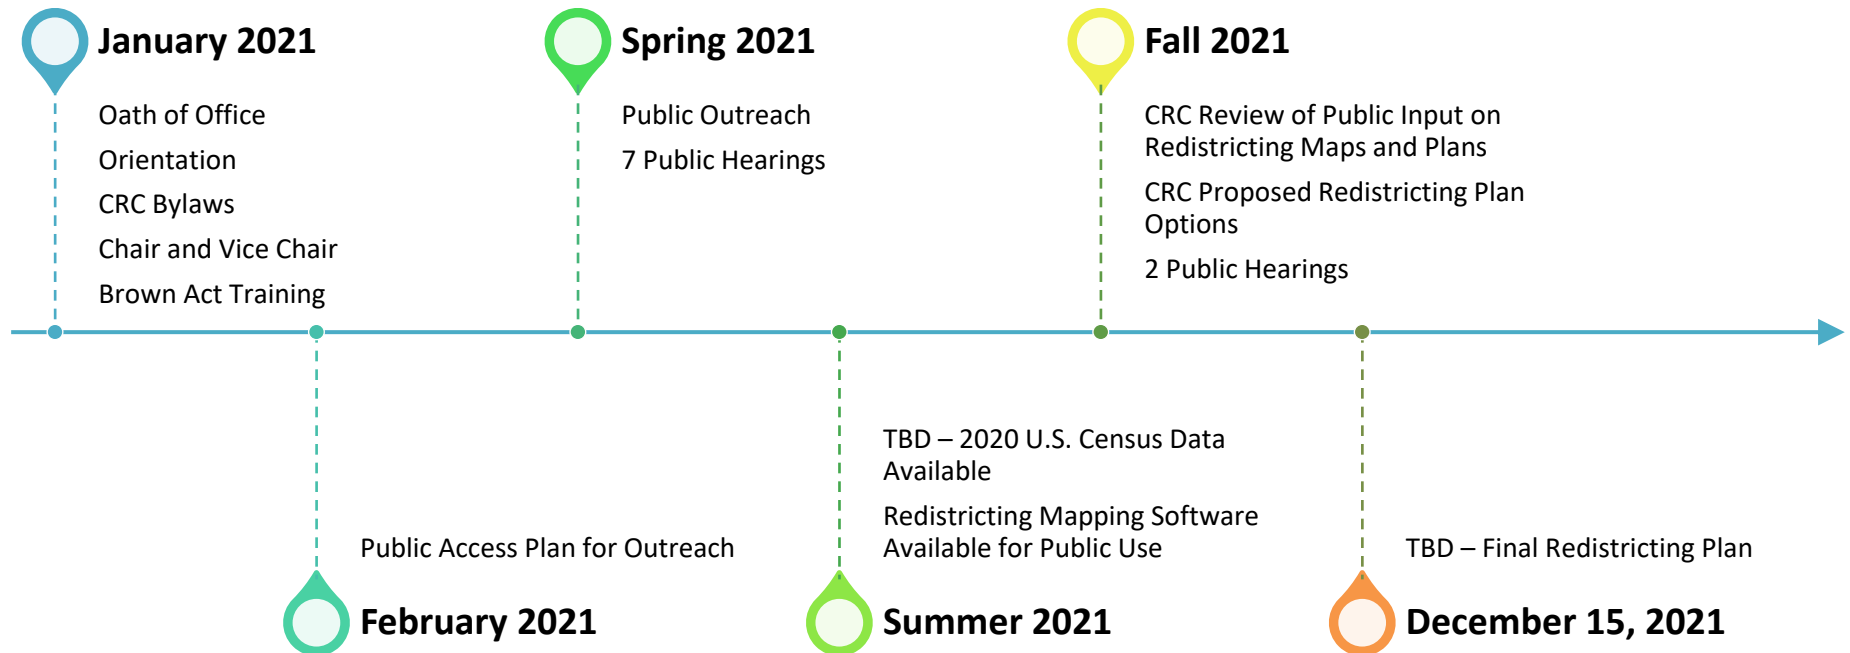 January 2021
Oath of Office
Orientation
CRC Bylaws
Chair and Vice Chair
Brown Act Training
Public Access Plan for Outreach
February 2021
Spring 2021
Public Outreach
7 Public Hearings
TBD – 2020 U.S. Census Data
Available
Redistricting Mapping Software
Available for Public Use
Summer 2021
Fall 2021
CRC Review of Public Input on
Redistricting Maps and Plans
CRC Proposed Redistricting Plan
Options
2 Public Hearings
TBD – Final Redistricting Plan
December 15, 2021